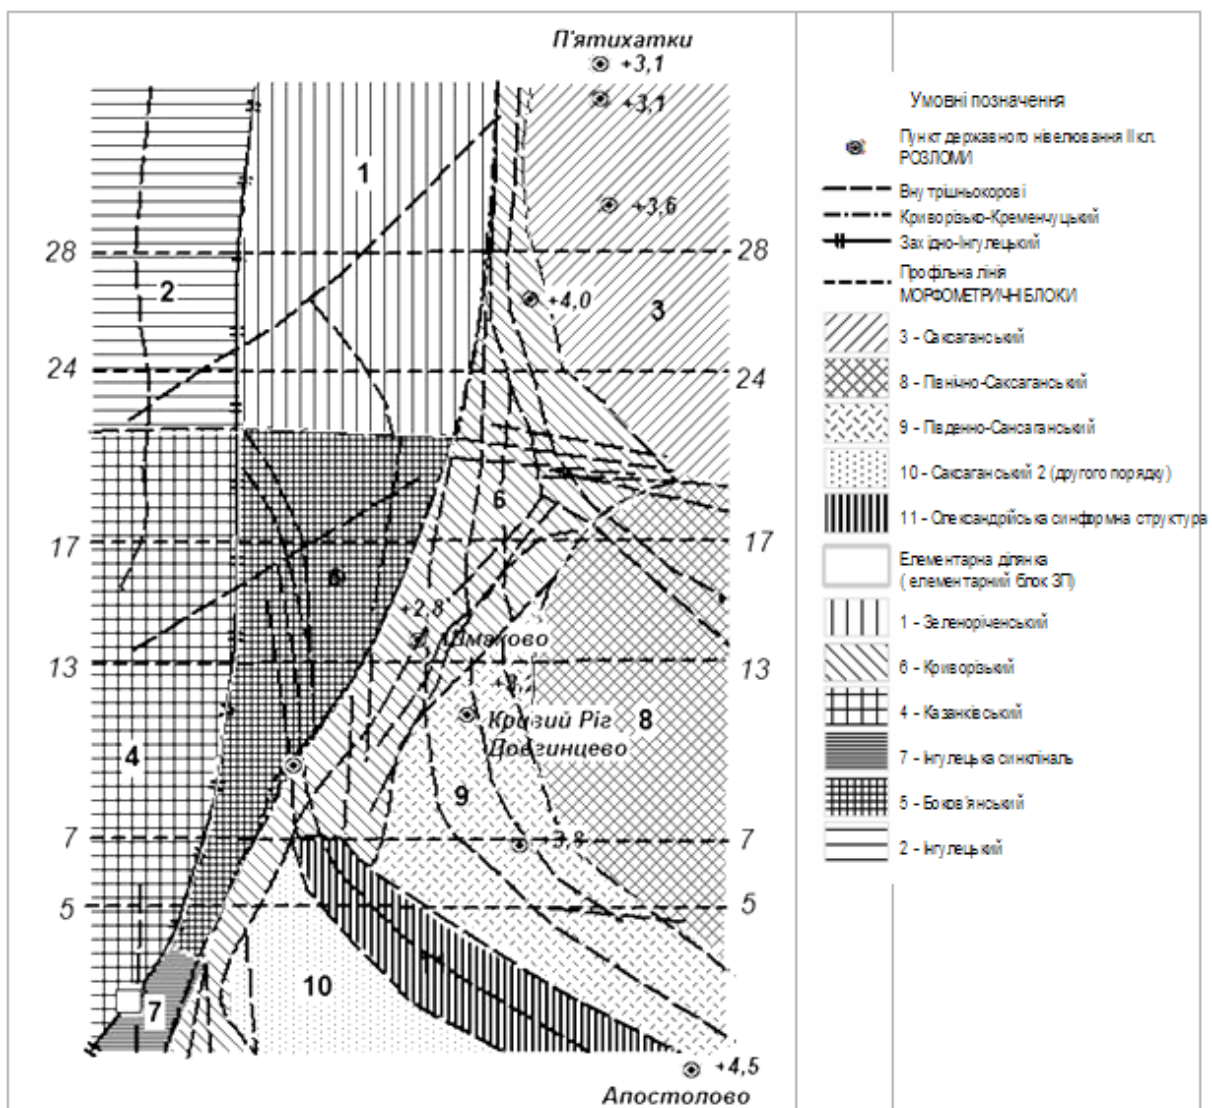 П'ятихатки
+3,1
+3,1
1
+3,6
28
28
2
+4,0
3
24
24
6
17
17
+2,8
13
13
Кривий Ріг
8
Довгинцево
4
9
7
7
5
5
10
7
+4,5
Апостолово
Умовні позначення
Пункт державного нівелювання ІІ кл.
РОЗЛОМИ
Внутрішньокорові
Криворізько-Кременчуцький
Західно-Інгулецький
Профільна лінія
МОРФОМЕТРИЧНІ БЛОКИ
3 - Саксаганський
8 - Північно-Саксаганський
9 - Південно-Сансаганський
10 - Саксаганський 2 (другого порядку)
11 - Олександрійська синформна структура
Елементарна ділянка
( елементарний блок ЗП)
1 - Зеленоріченський
6 - Криворізький
4 - Казанківський
7 - Інгулецька синкліналь
5 - Боков'янський
2 - Інгулецький